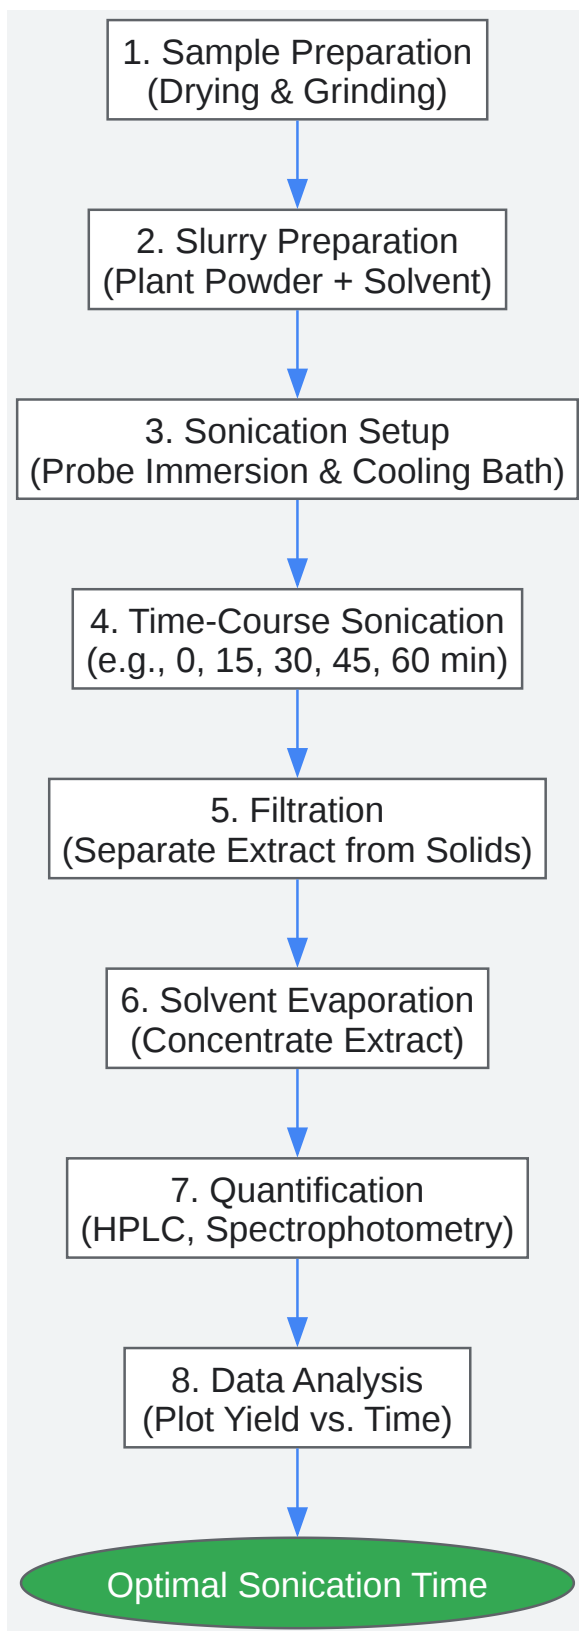 1. Sample Preparation
(Drying & Grinding)
2. Slurry Preparation
(Plant Powder + Solvent)
3. Sonication Setup
(Probe Immersion & Cooling Bath)
4. Time-Course Sonication
(e.g., 0, 15, 30, 45, 60 min)
5. Filtration
(Separate Extract from Solids)
6. Solvent Evaporation
(Concentrate Extract)
7. Quantification
(HPLC, Spectrophotometry)
8. Data Analysis
(Plot Yield vs. Time)
Optimal Sonication Time